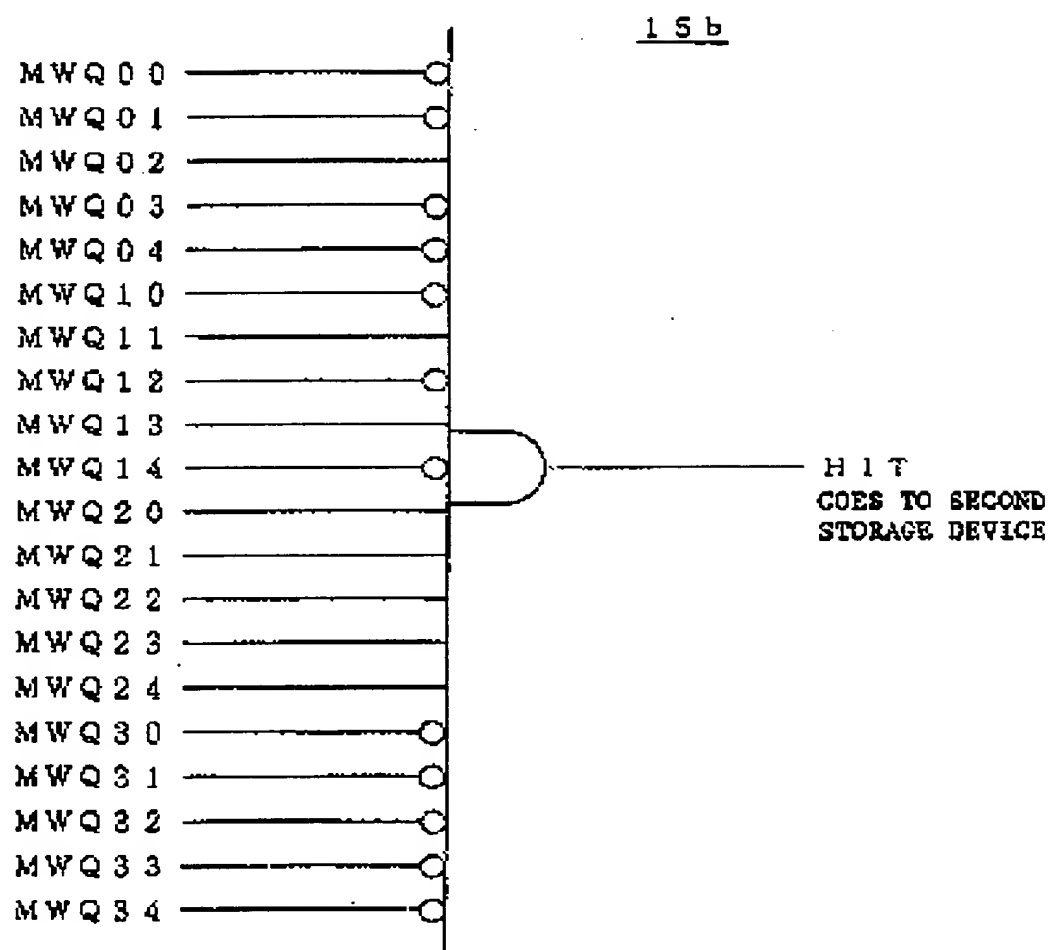 15b
MWQ00
MWQ01
MWQ02
MWQ03
MWQ04
MWQ10
MWQ11
MWQ12
MWQ13
MWQ14
MWQ20
MWQ21
MWQ22
MWQ23
MWQ24
MWQ30
MWQ31
MWQ32
MWQ33
MWQ34
HIT
GOES TO SECOND
STORAGE DEVICE